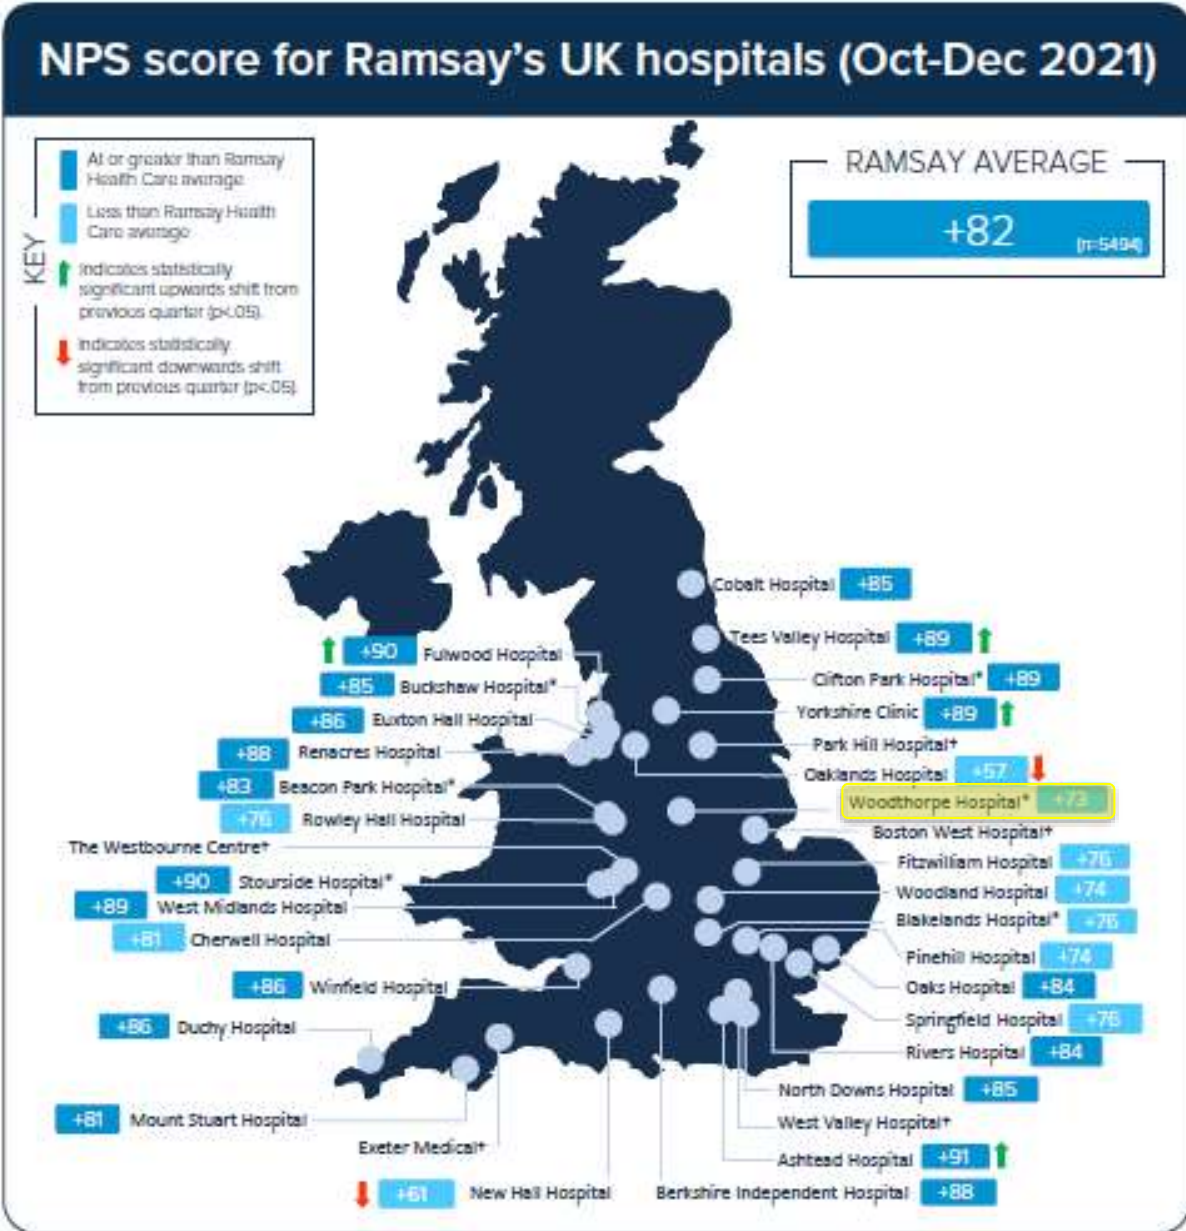 NPS score for Ramsay's UK hospitals (Oct-Dec 2021)
KEY
At or greater than Ramsay
Health Care average
Less than Ramsay Health
Care average
Indicates statistically
significant upwards shift from
previous quarter (p<.05).
Indicates statistically
significant downwards shift
from previous quarter (p<.05).
RAMSAY AVERAGE
+82 (n=5494)
Cobalt Hospital +85
Tees Valley Hospital +89
Clifton Park Hospital* +89
Yorkshire Clinic +89
Park Hill Hospital+
Oaklands Hospital +57
Woodthorpe Hospital* +73
Boston West Hospital+
Fitzwilliam Hospital +76
Woodland Hospital +74
Blakelands Hospital* +76
Pinehill Hospital +74
Oaks Hospital +84
Springfield Hospital +76
Rivers Hospital +84
North Downs Hospital +85
West Valley Hospital+
Ashtead Hospital +91
Berkshire Independent Hospital +88
+90 Fulwood Hospital
+85 Buckshaw Hospital*
+86 Euxton Hall Hospital
+88 Renacres Hospital
+83 Beacon Park Hospital*
+76 Rowley Hall Hospital
The Westbourne Centre+
+90 Stourside Hospital*
+89 West Midlands Hospital
+81 Cherwell Hospital
+86 Winfield Hospital
+86 Duchy Hospital
+81 Mount Stuart Hospital
Exeter Medical+
+61 New Hall Hospital